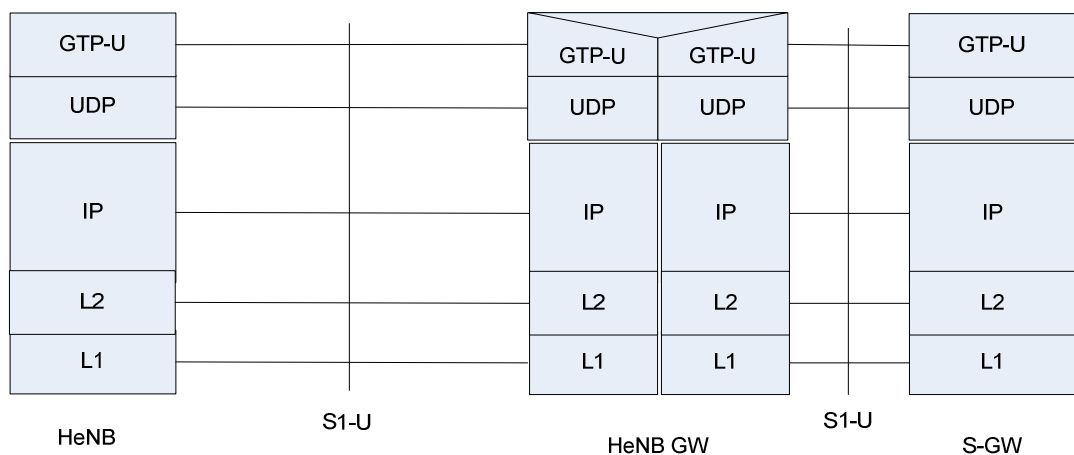 GTP-U GTP-U GTP-U GTP-U
UDP UDP UDP UDP
IP IP IP IP
L2 L2 L2 L2
L1 L1 L1 L1
S1-U S1-U
HeNB HeNB GW S-GW